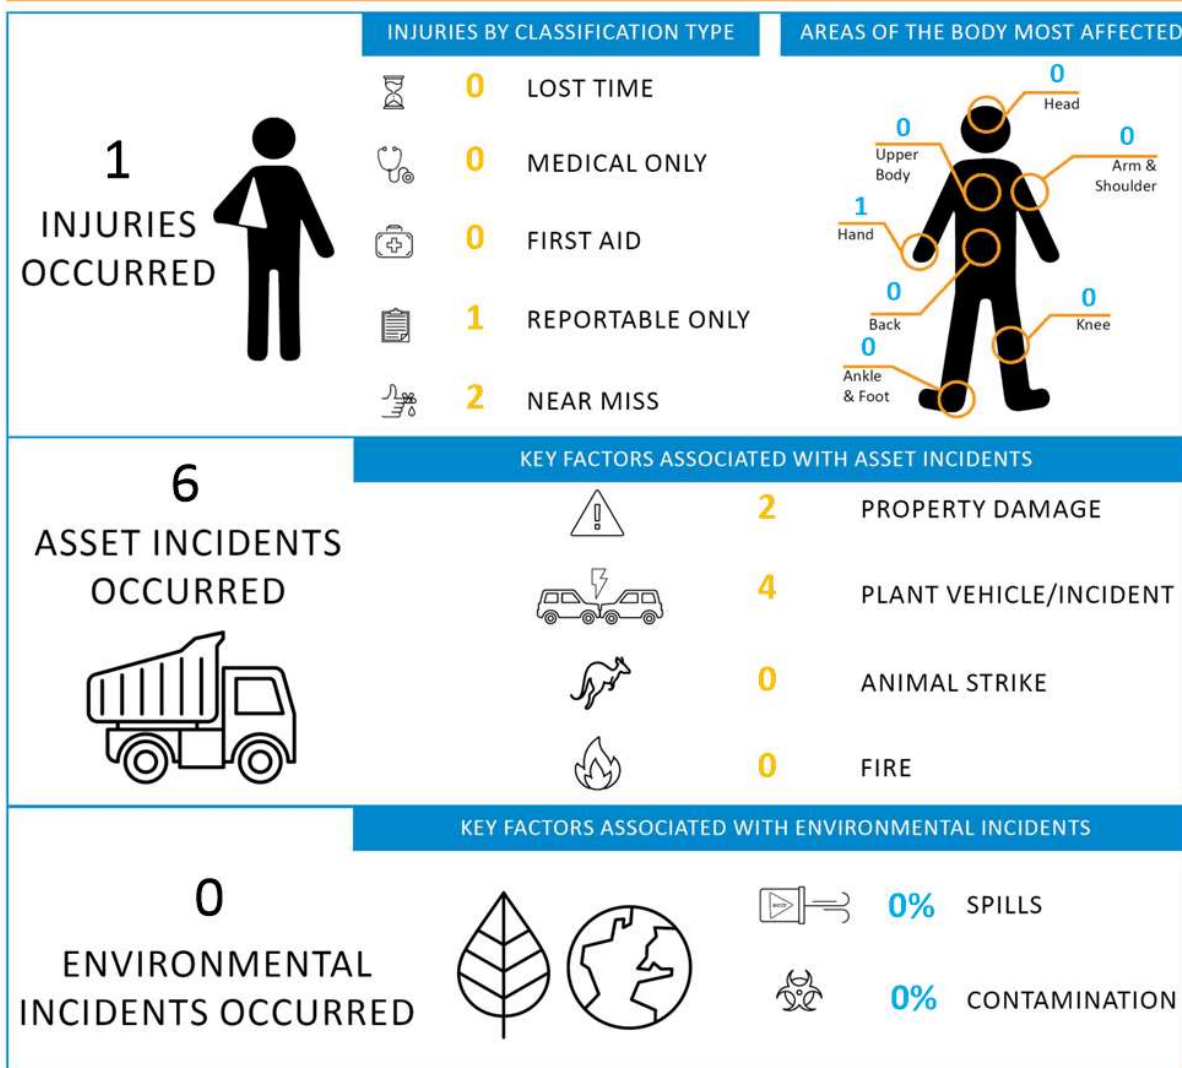 INJURIES BY CLASSIFICATION TYPE
AREAS OF THE BODY MOST AFFECTED
1
INJURIES
OCCURRED
0 LOST TIME
0 MEDICAL ONLY
0 FIRST AID
1 REPORTABLE ONLY
2 NEAR MISS
0
Head
0
Upper
Body
0
Arm &
Shoulder
1
Hand
0
Back
0
Knee
0
Ankle
& Foot
6
ASSET INCIDENTS
OCCURRED
KEY FACTORS ASSOCIATED WITH ASSET INCIDENTS
2 PROPERTY DAMAGE
4 PLANT VEHICLE/INCIDENT
0 ANIMAL STRIKE
0 FIRE
KEY FACTORS ASSOCIATED WITH ENVIRONMENTAL INCIDENTS
0
ENVIRONMENTAL
INCIDENTS OCCURRED
0% SPILLS
0% CONTAMINATION